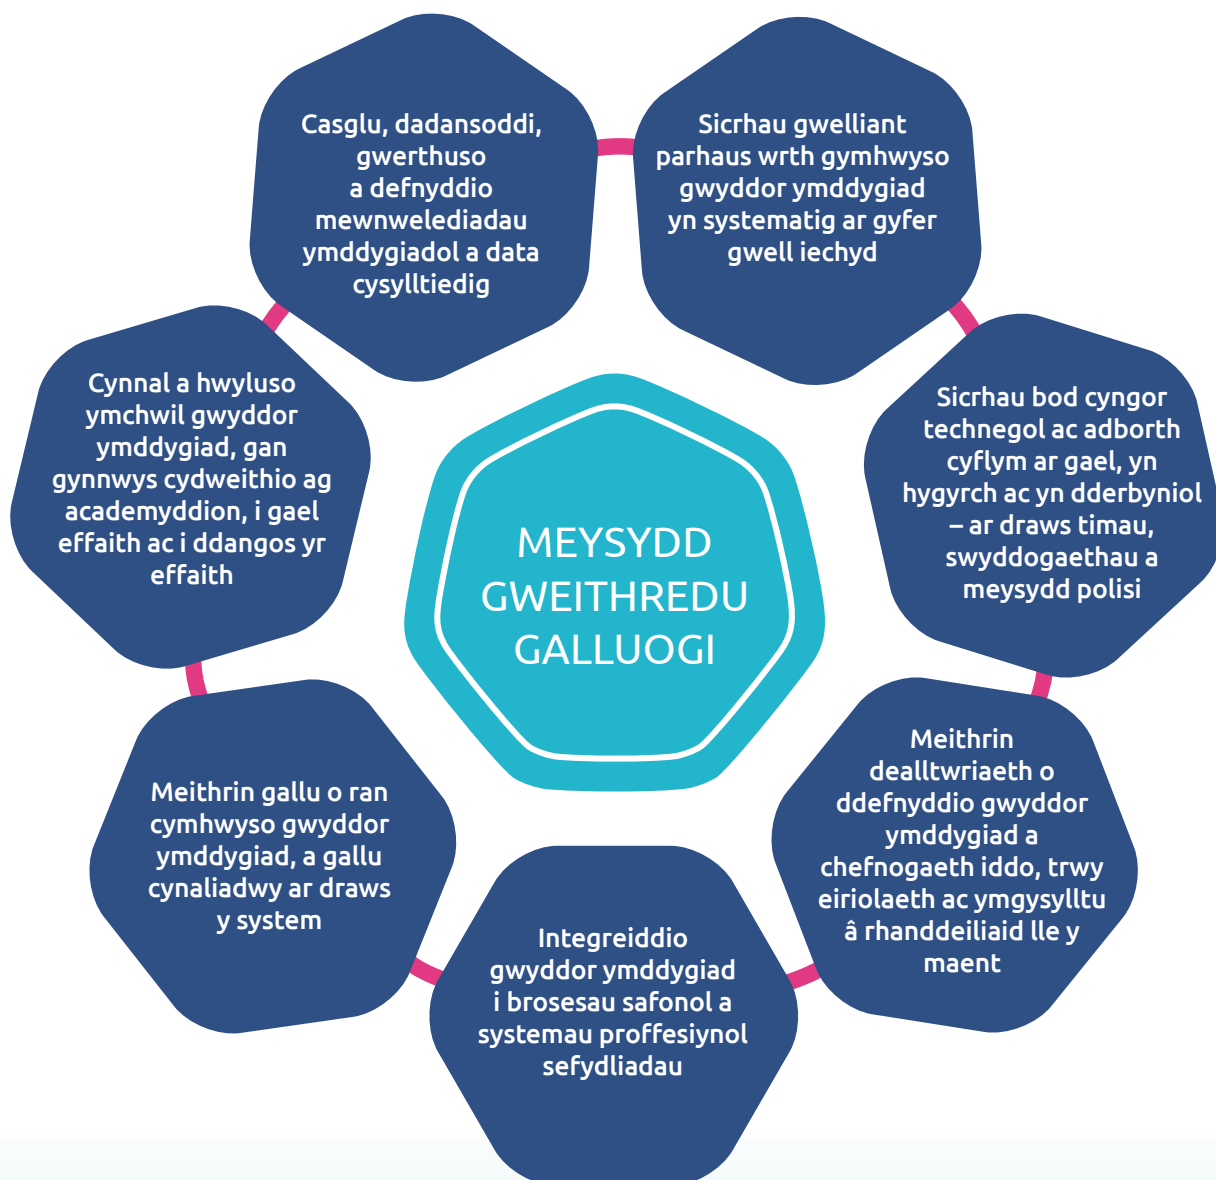 Casglu, dadansoddi,
gwerthuso
a defnyddio
mewnwelediadau
ymddygiadol a data
cysylltiedig
Sicrhau gwelliant
parhaus wrth gymhwyso
gwyddor ymddygiad
yn systematig ar gyfer
gwell iechyd
Cynnal a hwyluso
ymchwil gwyddor
ymddygiad, gan
gynnwys cydweithio ag
academyddion, i gael
effaith ac i ddangos yr
effaith
Sicrhau bod cyngor
technegol ac adborth
cyflym ar gael, yn
hygyrch ac yn dderbyniol
– ar draws timau,
swyddogaethau a
meysydd polisi
MEYSYDD
GWEITHREDU
GALLUOGI
Meithrin gallu o ran
cymhwyso gwyddor
ymddygiad, a gallu
cynaliadwy ar draws
y system
Meithrin
dealltwriaeth o
ddefnyddio gwyddor
ymddygiad a
chefnogaeth iddo, trwy
eiriolaeth ac ymgysylltu
â rhanddeiliaid lle y
maent
Integreiddio
gwyddor ymddygiad
i brosesau safonol a
systemau proffesiynol
sefydliadau